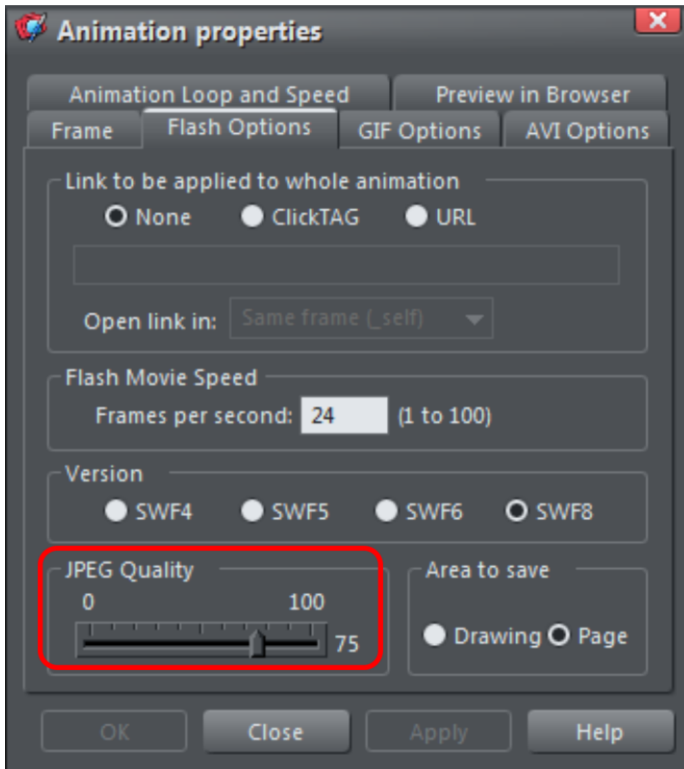 Animation properties
Animation Loop and Speed Preview in Browser
Frame Flash Options GIF Options AVI Options
Link to be applied to whole animation
None ClickTAG URL
Open link in: Same frame (_self)
Flash Movie Speed
Frames per second: 24 (1 to 100)
Version
SWF4 SWF5 SWF6 SWF8
JPEG Quality Area to save
0 100
75 Drawing Page
OK Close Apply Help